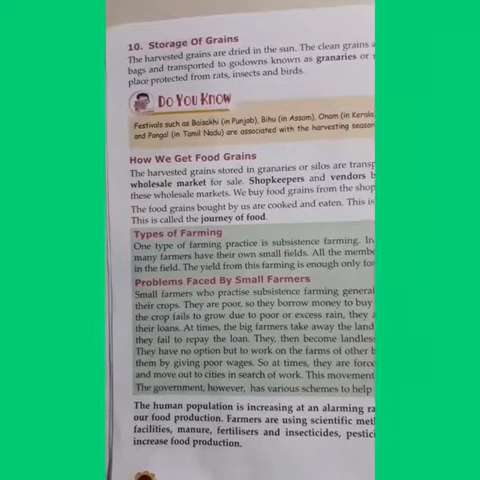 10. Storage Of Grains
The harvested grains are dried in the sun. The clean grains a
bags and transported to godowns known as granaries or
place protected from rats, insects and birds.
DO YOU KNOW
Festivals such as Baisakhi (in Punjab), Bihu (in Assam), Onam (in Kerala
and Pongal (in Tamil Nadu) are associated with the harvesting season
How We Get Food Grains
The harvested grains stored in granaries or silos are transp
wholesale market for sale. Shopkeepers and vendors b
these wholesale markets. We buy food grains from the shop
The food grains bought by us are cooked and eaten. This is
This is called the journey of food.
Types of Farming
One type of farming practice is subsistence farming. In
many farmers have their own small fields. All the membe
in the field. The yield from this farming is enough only for
Problems Faced By Small Farmers
Small farmers who practise subsistence farming general
their crops. They are poor, so they borrow money to buy
the crop fails to grow due to poor or excess rain, they a
their loans. At times, the big farmers take away the land
they fail to repay the loan. They, then become landless
They have no option but to work on the farms of other b
them by giving poor wages. So at times, they are force
and move out to cities in search of work. This movement
The government, however, has various schemes to help
The human population is increasing at an alarming ra
our food production. Farmers are using scientific met
facilities, manure, fertilisers and insecticides, pestici
increase food production.